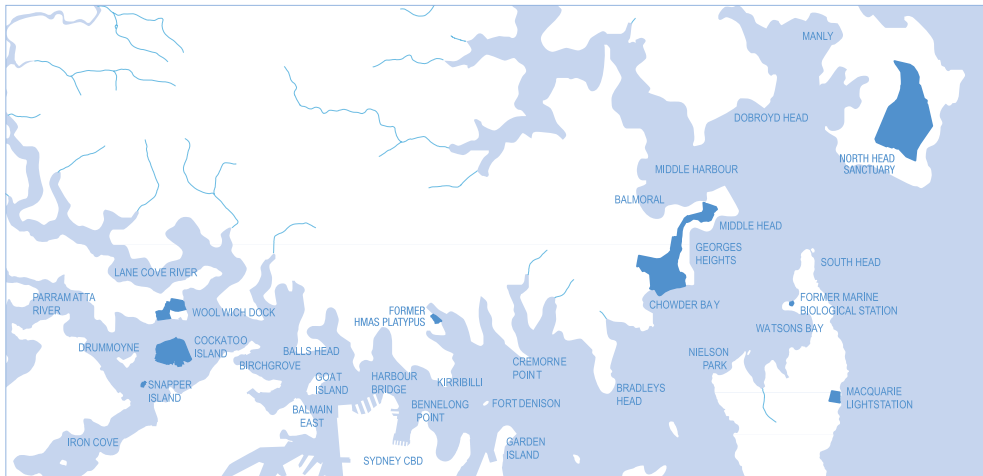 MANLY
DOBROYD HEAD
NORTH HEAD
SANCTUARY
MIDDLE HARBOUR
BALMORAL
MIDDLE HEAD
GEORGES
HEIGHTS
SOUTH HEAD
LANE COVE RIVER
PARRAMATTA
RIVER
WOOLWICH DOCK
FORMER
HMAS PLATYPUS
CHOWDER BAY
FORMER MARINE
BIOLOGICAL STATION
WATSONS BAY
DRUMMOYNE
COCKATOO
ISLAND
BIRCHGROVE
BALLS HEAD
NIELSON
PARK
CREMORNE
POINT
SNAPPER
ISLAND
GOAT
ISLAND
HARBOUR
BRIDGE
KIRRIBILLI
BRADLEYS
HEAD
MACQUARIE
LIGHTSTATION
BALMAIN
EAST
BENNELONG
POINT
FORT DENISON
IRON COVE
GARDEN
ISLAND
SYDNEY CBD